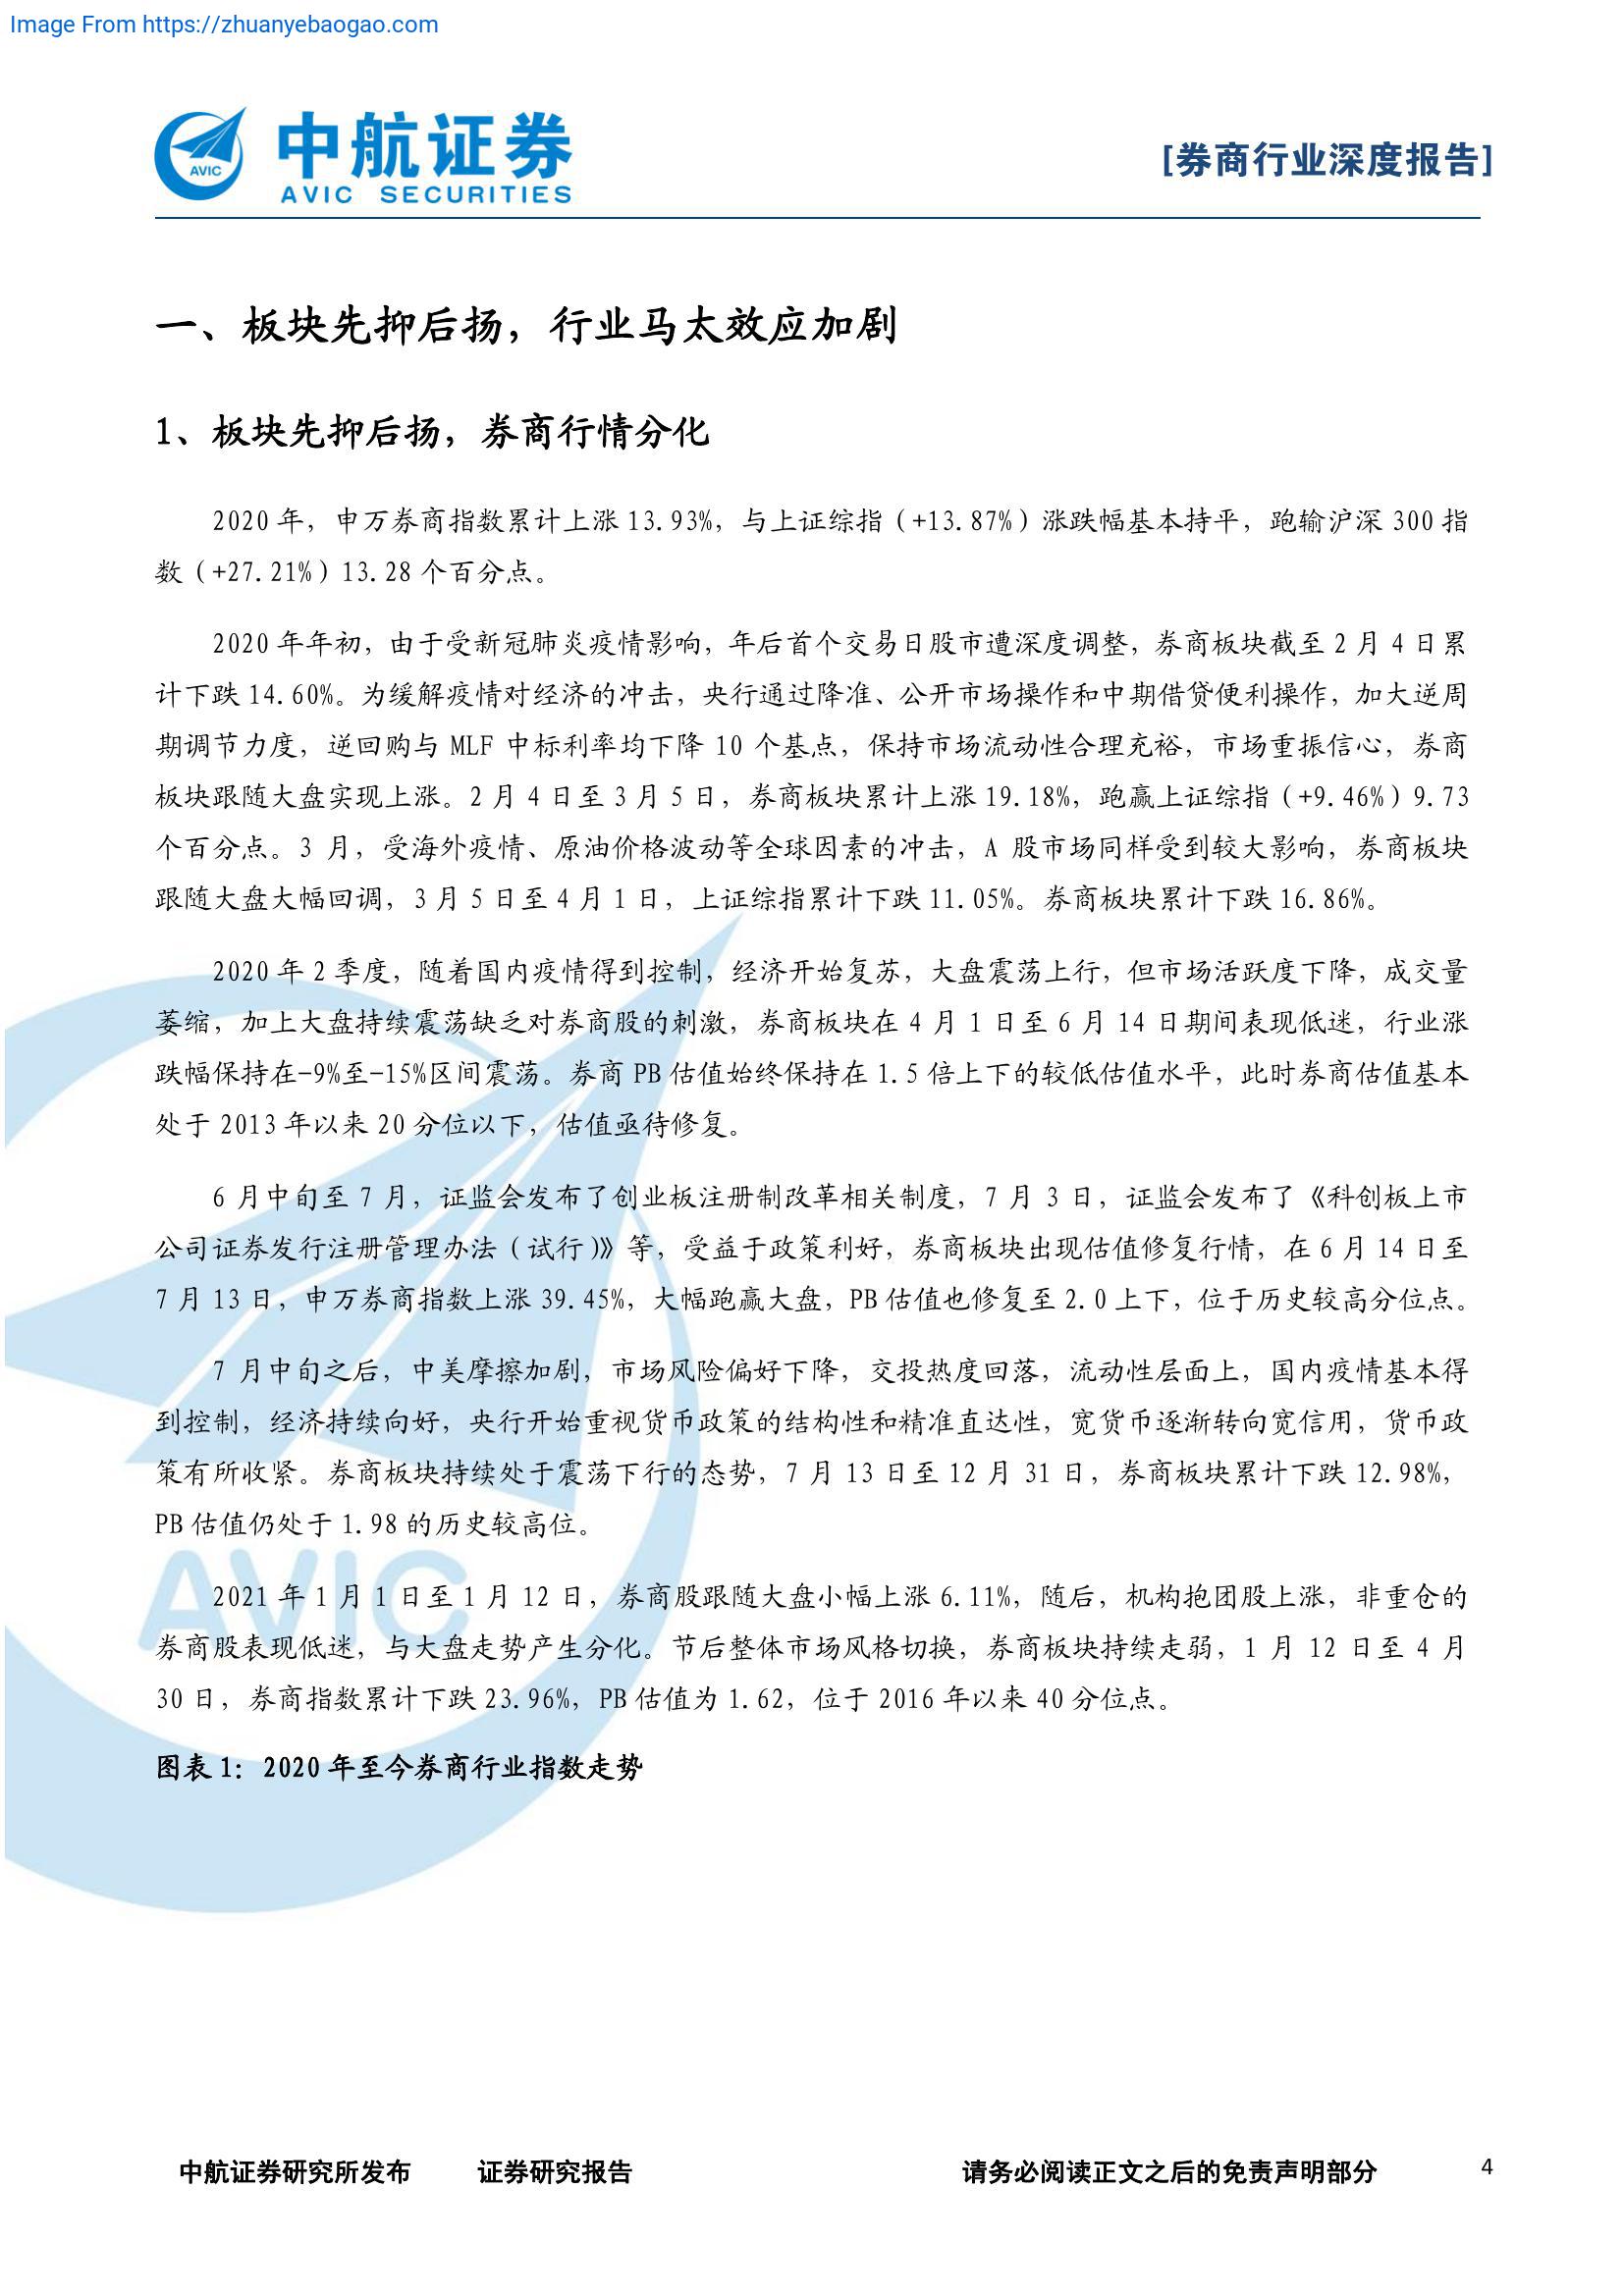 Image From https://zhuanyebaogao.com
AVIC
中航证券
AVIC SECURITIES
[券商行业深度报告]
一、板块先抑后扬，行业马太效应加剧
1、板块先抑后扬，券商行情分化
2020 年，申万券商指数累计上涨 13.93%，与上证综指（+13.87%）涨跌幅基本持平，跑输沪深 300 指
数（+27.21%）13.28 个百分点。
2020 年年初，由于受新冠肺炎疫情影响，年后首个交易日股市遭深度调整，券商板块截至 2 月 4 日累
计下跌 14.60%。为缓解疫情对经济的冲击，央行通过降准、公开市场操作和中期借贷便利操作，加大逆周
期调节力度，逆回购与 MLF 中标利率均下降 10 个基点，保持市场流动性合理充裕，市场重振信心，券商
板块跟随大盘实现上涨。2 月 4 日至 3 月 5 日，券商板块累计上涨 19.18%，跑赢上证综指（+9.46%）9.73
个百分点。3 月，受海外疫情、原油价格波动等全球因素的冲击，A 股市场同样受到较大影响，券商板块
跟随大盘大幅回调，3 月 5 日至 4 月 1 日，上证综指累计下跌 11.05%。券商板块累计下跌 16.86%。
2020 年 2 季度，随着国内疫情得到控制，经济开始复苏，大盘震荡上行，但市场活跃度下降，成交量
萎缩，加上大盘持续震荡缺乏对券商股的刺激，券商板块在 4 月 1 日至 6 月 14 日期间表现低迷，行业涨
跌幅保持在-9%至-15%区间震荡。券商 PB 估值始终保持在 1.5 倍上下的较低估值水平，此时券商估值基本
处于 2013 年以来 20 分位以下，估值亟待修复。
6 月中旬至 7 月，证监会发布了创业板注册制改革相关制度，7 月 3 日，证监会发布了《科创板上市
公司证券发行注册管理办法（试行）》等，受益于政策利好，券商板块出现估值修复行情，在 6 月 14 日至
7 月 13 日，申万券商指数上涨 39.45%，大幅跑赢大盘，PB 估值也修复至 2.0 上下，位于历史较高分位点。
7 月中旬之后，中美摩擦加剧，市场风险偏好下降，交投热度回落，流动性层面上，国内疫情基本得
到控制，经济持续向好，央行开始重视货币政策的结构性和精准直达性，宽货币逐渐转向宽信用，货币政
策有所收紧。券商板块持续处于震荡下行的态势，7 月 13 日至 12 月 31 日，券商板块累计下跌 12.98%，
PB 估值仍处于 1.98 的历史较高位。
2021 年 1 月 1 日至 1 月 12 日，券商股跟随大盘小幅上涨 6.11%，随后，机构抱团股上涨，非重仓的
券商股表现低迷，与大盘走势产生分化。节后整体市场风格切换，券商板块持续走弱，1 月 12 日至 4 月
30 日，券商指数累计下跌 23.96%，PB 估值为 1.62，位于 2016 年以来 40 分位点。
AVIC
图表 1：2020 年至今券商行业指数走势
中航证券研究所发布 证券研究报告 请务必阅读正文之后的免责声明部分 4